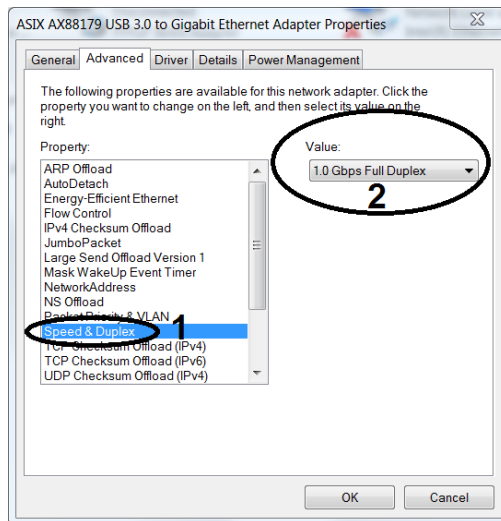 ASIX AX88179 USB 3.0 to Gigabit Ethernet Adapter Properties
General Advanced Driver Details Power Management
The following properties are available for this network adapter. Click the
property you want to change on the left, and then select its value on the
right.
Property:
Value:
ARP Offload
AutoDetach
Energy-Efficient Ethernet
Flow Control
IPv4 Checksum Offload
JumboPacket
Large Send Offload Version 1
Mask WakeUp Event Timer
NetworkAddress
NS Offload
Packet Priority & VLAN
Speed & Duplex
TCP Checksum Offload (IPv4)
TCP Checksum Offload (IPv6)
UDP Checksum Offload (IPv4)
1
1.0 Gbps Full Duplex
2
OK Cancel